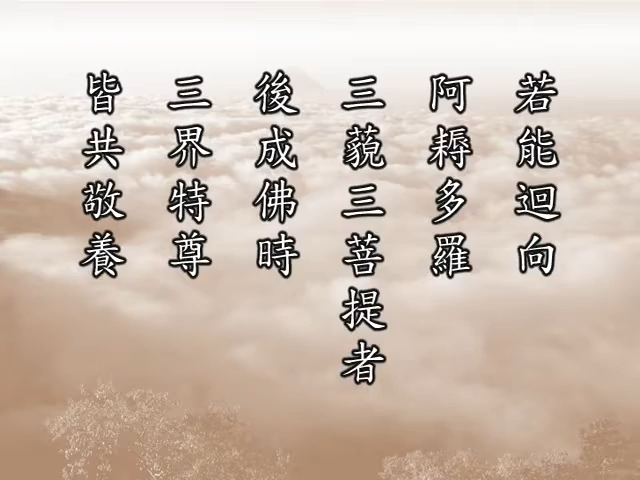 若能迴向
阿耨多羅
三藐三菩提者
後成佛時
三界特尊
皆共敬養